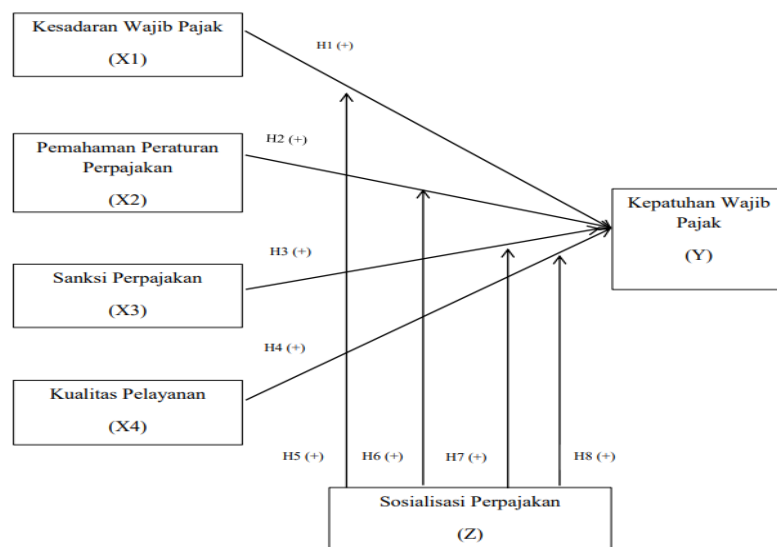 Kesadaran Wajib Pajak
(X1)
H1 (+)
Pemahaman Peraturan
Perpajakan
(X2)
H2 (+)
Kepatuhan Wajib
Pajak
(Y)
Sanksi Perpajakan
(X3)
H3 (+)
Kualitas Pelayanan
(X4)
H4 (+)
H5 (+)
H6 (+)
H7 (+)
H8 (+)
Sosialisasi Perpajakan
(Z)